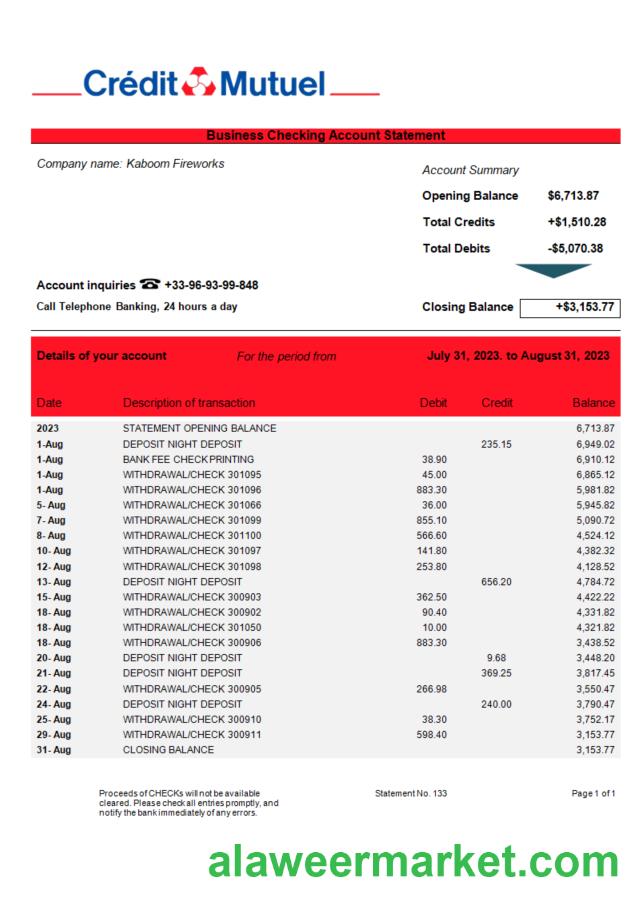 Crédit Mutuel
Business Checking Account Statement
Company name: Kaboom Fireworks
Account Summary
Opening Balance $6,713.87
Total Credits +$1,510.28
Total Debits -$5,070.38
Account inquiries ☎ +33-96-93-99-848
Call Telephone Banking, 24 hours a day
Closing Balance +$3,153.77
Details of your account For the period from July 31, 2023. to August 31, 2023
Date Description of transaction Debit Credit Balance
2023 STATEMENT OPENING BALANCE 6,713.87
1-Aug DEPOSIT NIGHT DEPOSIT 235.15 6,949.02
1-Aug BANK FEE CHECK PRINTING 38.90 6,910.12
1-Aug WITHDRAWAL/CHECK 301095 45.00 6,865.12
1-Aug WITHDRAWAL/CHECK 301096 883.30 5,981.82
5- Aug WITHDRAWAL/CHECK 301066 36.00 5,945.82
7- Aug WITHDRAWAL/CHECK 301099 855.10 5,090.72
8- Aug WITHDRAWAL/CHECK 301100 566.60 4,524.12
10- Aug WITHDRAWAL/CHECK 301097 141.80 4,382.32
12- Aug WITHDRAWAL/CHECK 301098 253.80 4,128.52
13- Aug DEPOSIT NIGHT DEPOSIT 656.20 4,784.72
15- Aug WITHDRAWAL/CHECK 300903 362.50 4,422.22
18- Aug WITHDRAWAL/CHECK 300902 90.40 4,331.82
18- Aug WITHDRAWAL/CHECK 301050 10.00 4,321.82
18- Aug WITHDRAWAL/CHECK 300906 883.30 3,438.52
20- Aug DEPOSIT NIGHT DEPOSIT 9.68 3,448.20
21- Aug DEPOSIT NIGHT DEPOSIT 369.25 3,817.45
22- Aug WITHDRAWAL/CHECK 300905 266.98 3,550.47
24- Aug DEPOSIT NIGHT DEPOSIT 240.00 3,790.47
25- Aug WITHDRAWAL/CHECK 300910 38.30 3,752.17
29- Aug WITHDRAWAL/CHECK 300911 598.40 3,153.77
31- Aug CLOSING BALANCE 3,153.77
Proceeds of CHECKs will not be available
cleared. Please check all entries promptly, and
notify the bank immediately of any errors.
Statement No. 133
Page 1 of 1
alaweermarket.com